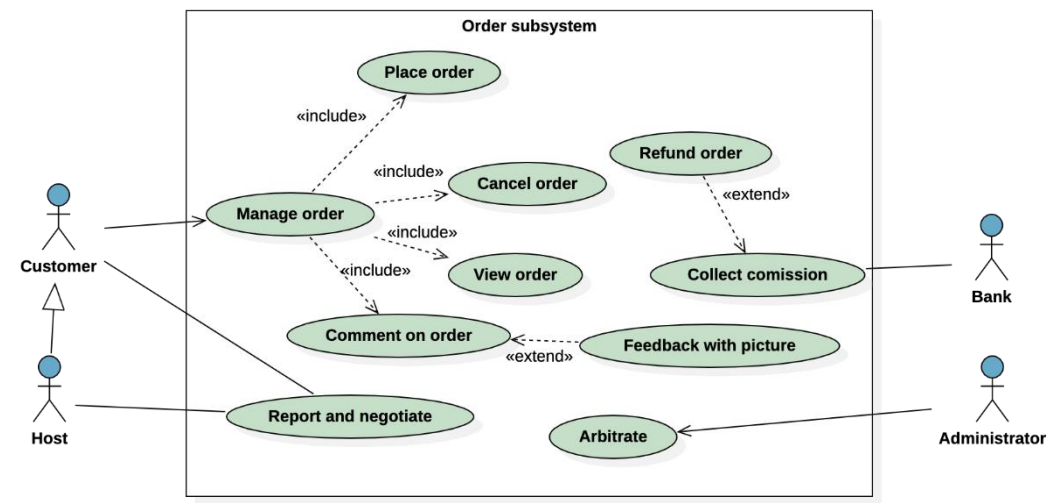 Order subsystem
Place order
«include»
Refund order
«include»
Cancel order
«extend»
Manage order
«include»
Customer
«include»
View order
Collect comission
Bank
Comment on order
Feedback with picture
«extend»
Report and negotiate
Host
Arbitrate
Administrator